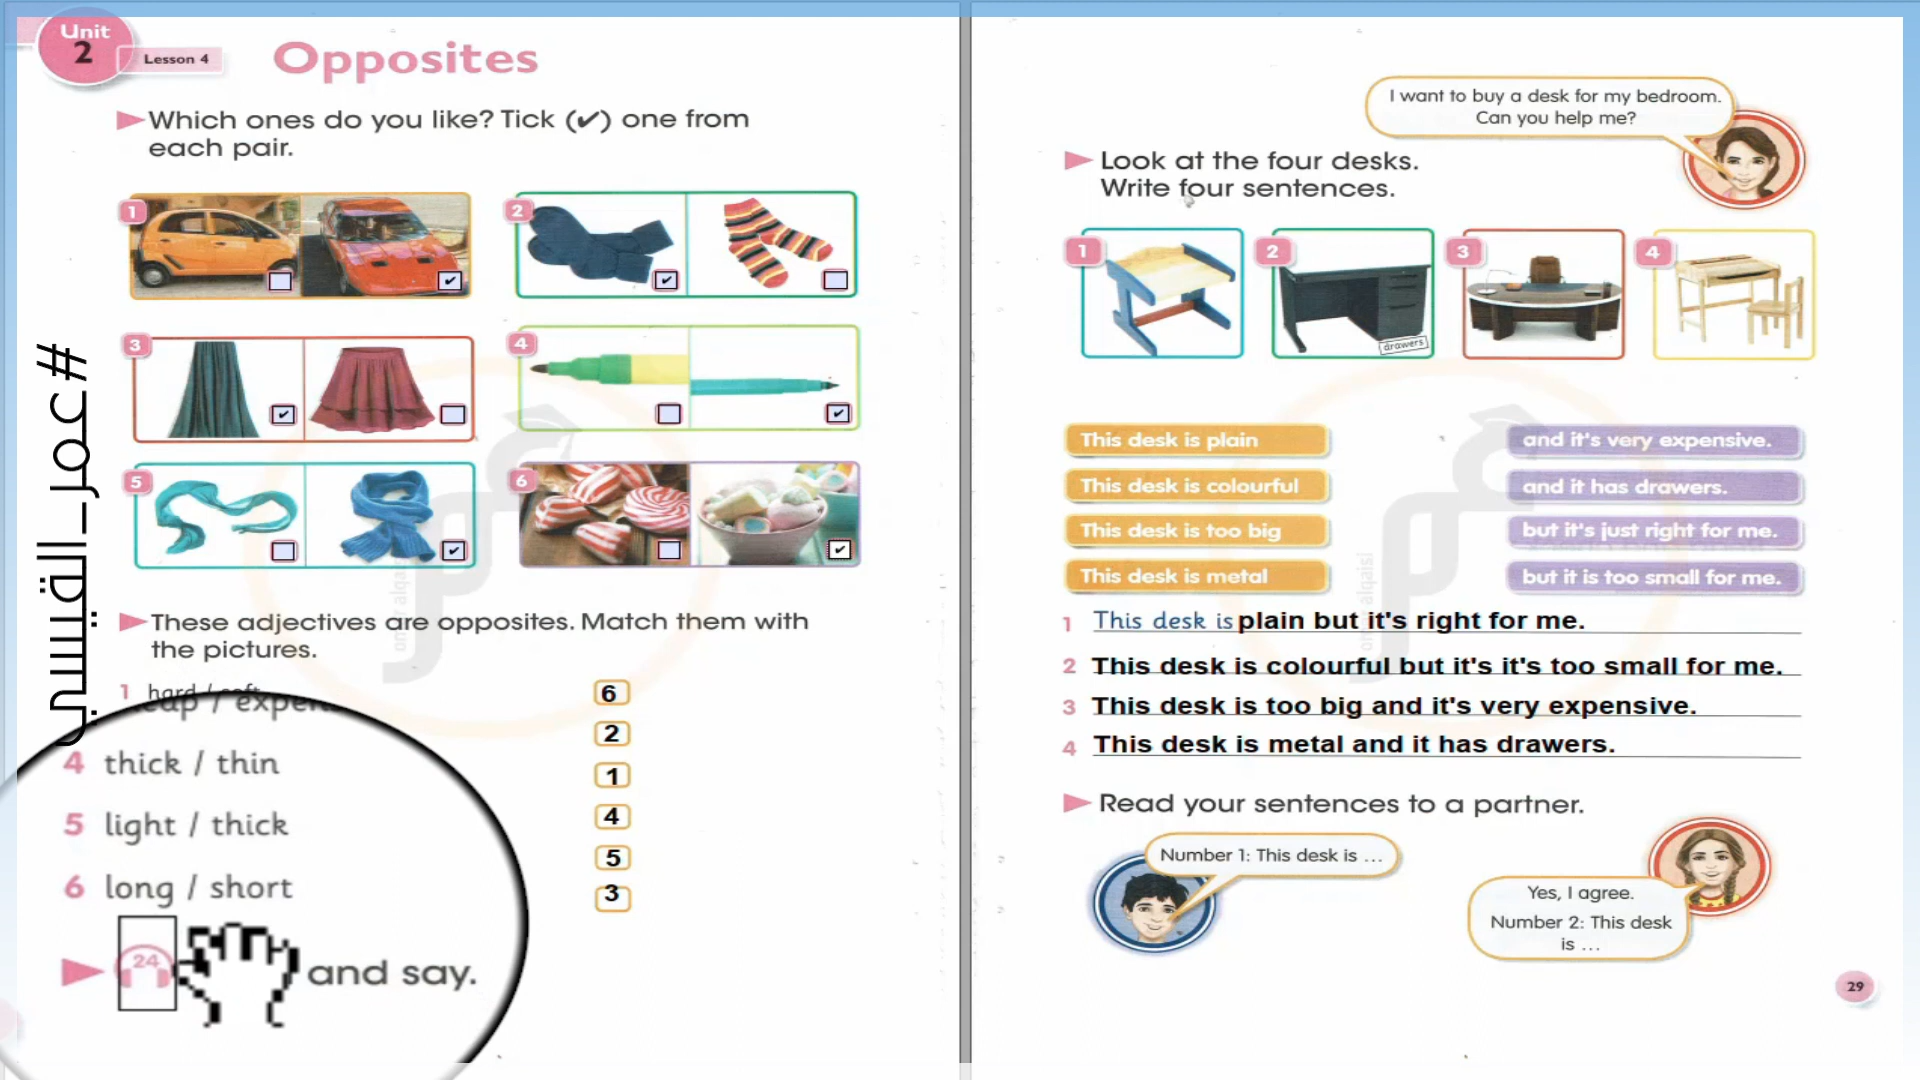 Unit
2
Lesson 4
Opposites
Which ones do you like? Tick (✔) one from
each pair.
1
2
3
4
5
6
These adjectives are opposites. Match them with
the pictures.
1 hard / soft 6
2
1
4 thick / thin 4
5 light / thick 5
6 long / short 3
24 and say.
#عمر_القيسي
omar alqaisi
I want to buy a desk for my bedroom.
Can you help me?
Look at the four desks.
Write four sentences.
1
2
3
4
drawers
This desk is plain
and it's very expensive.
This desk is colourful
and it has drawers.
This desk is too big
but it's just right for me.
This desk is metal
but it is too small for me.
1 This desk is plain but it's right for me.
2 This desk is colourful but it's it's too small for me.
3 This desk is too big and it's very expensive.
4 This desk is metal and it has drawers.
Read your sentences to a partner.
Number 1: This desk is ...
Yes, I agree.
Number 2: This desk
is ...
29